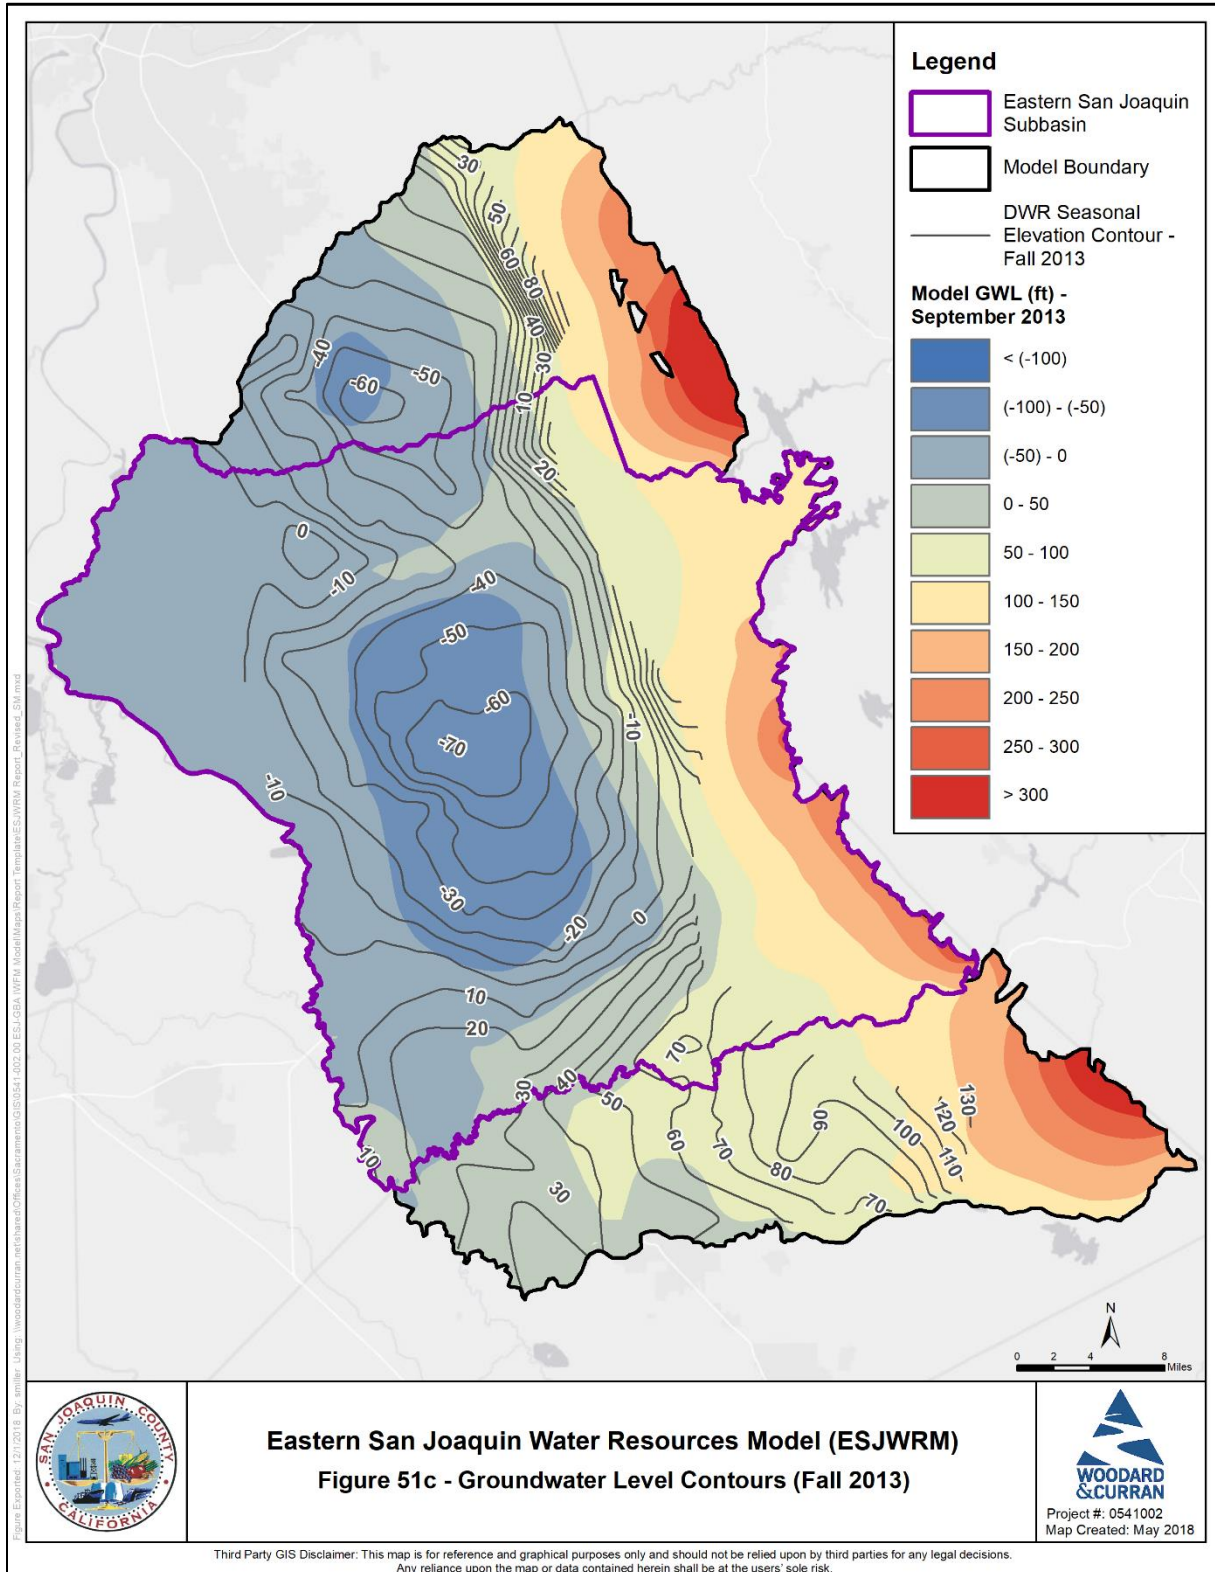 Legend
Eastern San Joaquin
Subbasin
Model Boundary
DWR Seasonal
Elevation Contour -
Fall 2013
Model GWL (ft) -
September 2013
< (-100)
(-100) - (-50)
(-50) - 0
0 - 50
50 - 100
100 - 150
150 - 200
200 - 250
250 - 300
> 300
30
50
60
80
40
30
10
20
-40
-50
-60
0
-10
-40
-50
-60
-70
-10
-10
-30
-20
0
10
20
30
40
50
70
10
30
60
70
80
90
100
110
120
130
70
N
0 2 4 8
Miles
SAN JOAQUIN COUNTY
CALIFORNIA
Eastern San Joaquin Water Resources Model (ESJWRM)
Figure 51c - Groundwater Level Contours (Fall 2013)
WOODARD
&CURRAN
Project #: 0541002
Map Created: May 2018
Third Party GIS Disclaimer: This map is for reference and graphical purposes only and should not be relied upon by third parties for any legal decisions.
Any reliance upon the map or data contained herein shall be at the users' sole risk.